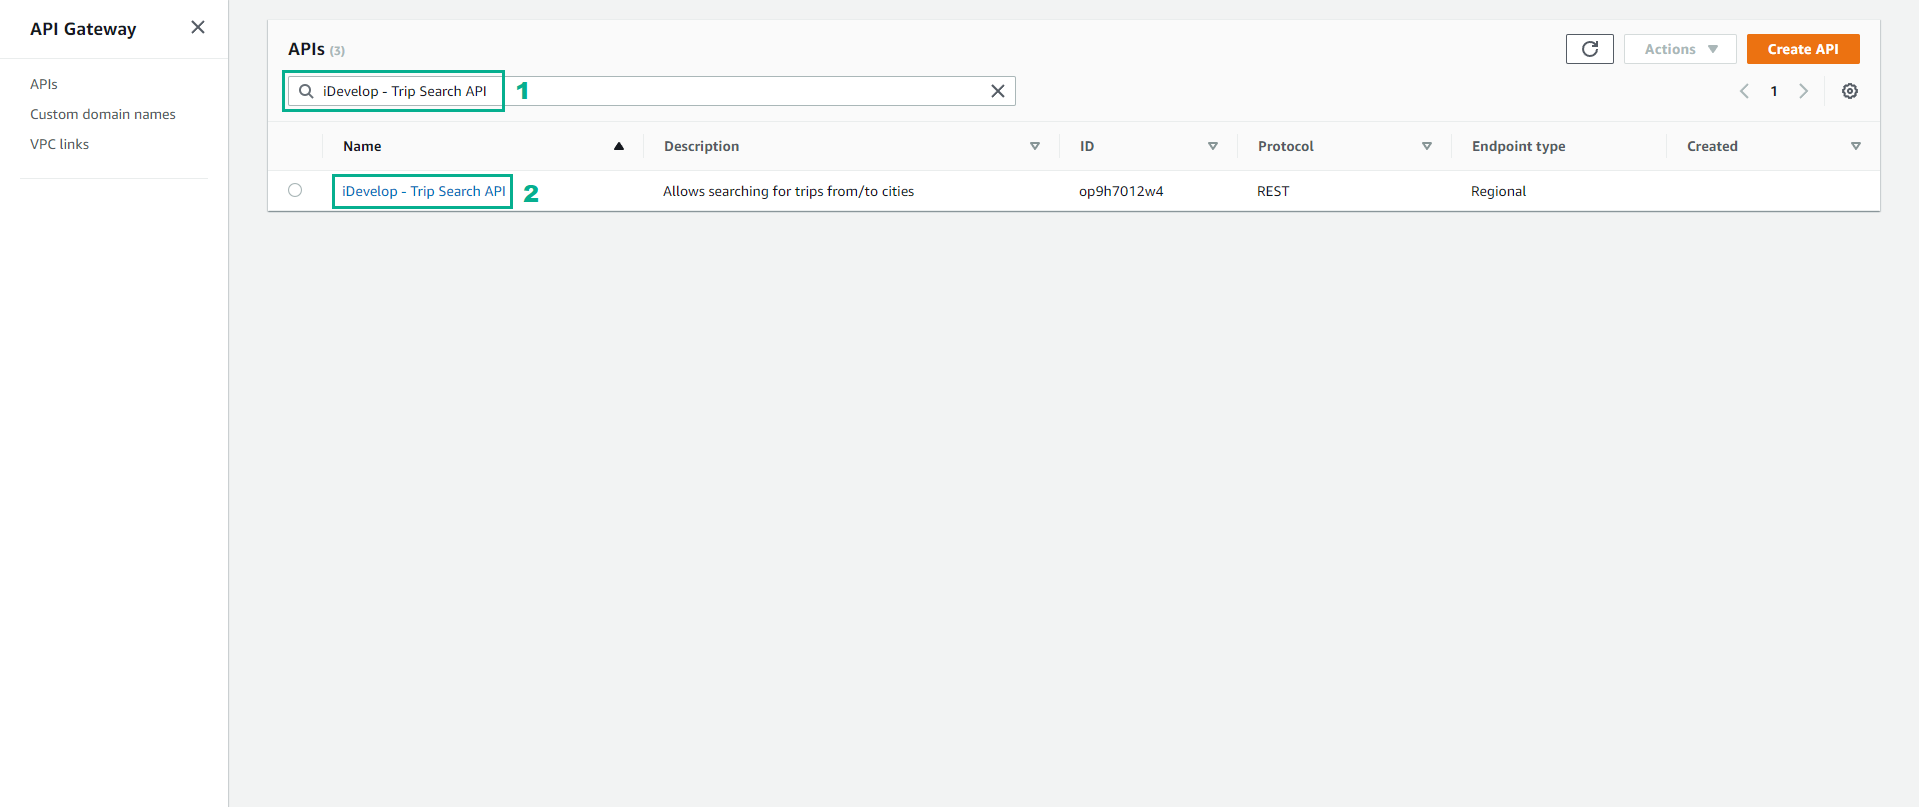 API Gateway
APIs
Custom domain names
VPC links
APIs (3)
Actions
Create API
iDevelop - Trip Search API
1
1
Name
Description
ID
Protocol
Endpoint type
Created
iDevelop - Trip Search API
2
Allows searching for trips from/to cities
op9h7012w4
REST
Regional